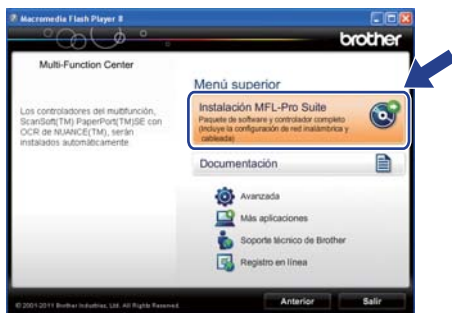 Macromedia Flash Player 8
brother
Multi-Function Center
Menú superior
Los controladores del multifunción,
ScanSoft(TM) PaperPort(TM)SE con
OCR de NUANCE(TM), serán
instalados automáticamente
Instalación MFL-Pro Suite
Paquete de software y controlador completo
(Incluye la configuración de red inalámbrica y
cableada)
Documentación
Avanzada
Más aplicaciones
Soporte técnico de Brother
Registro en línea
© 2001-2011 Brother Industries, Ltd. All Rights Reserved.
Anterior
Salir